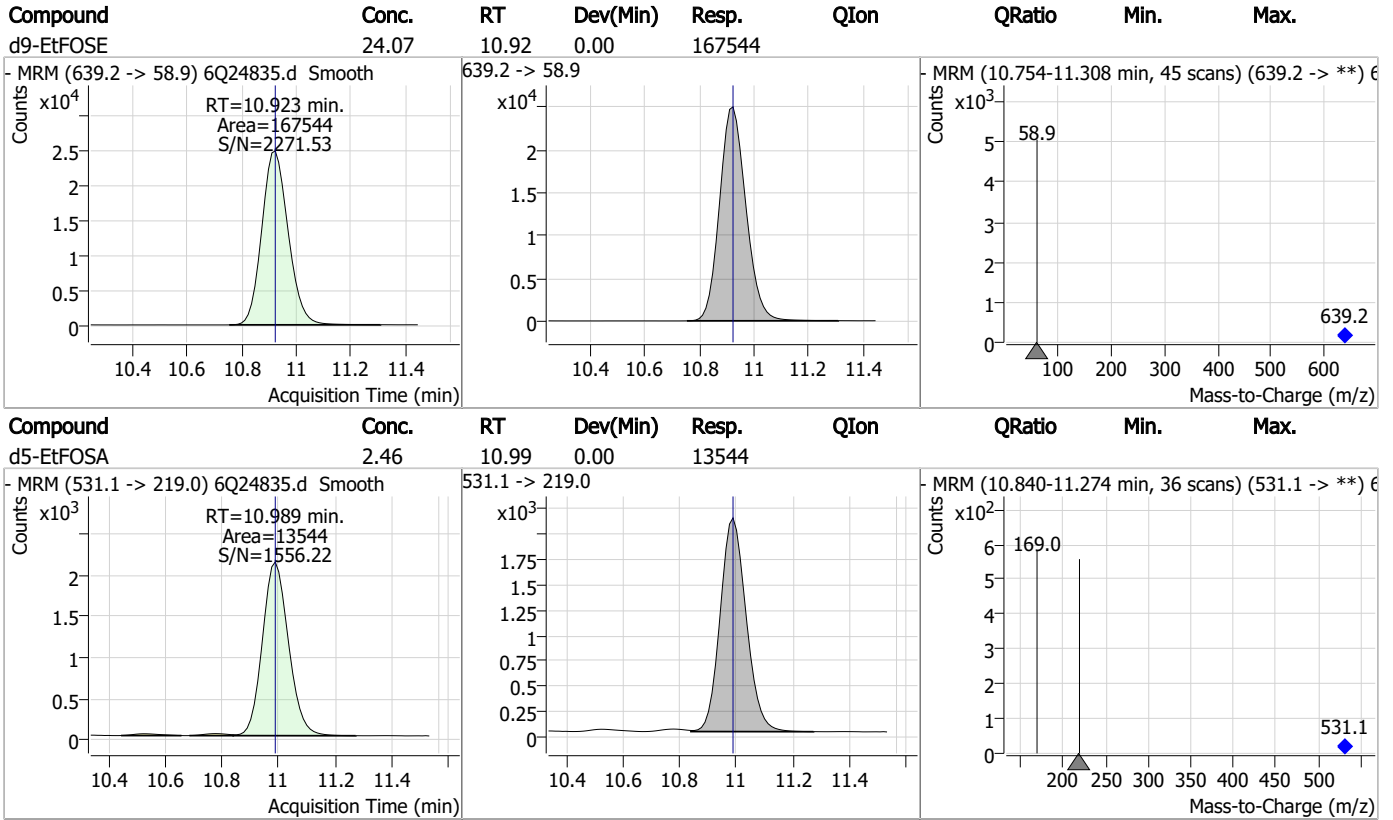 Compound Conc. RT Dev(Min) Resp. QIon QRatio Min. Max.
d9-EtFOSE 24.07 10.92 0.00 167544
- MRM (639.2 -> 58.9) 6Q24835.d Smooth
Counts
x10^4
RT=10.923 min.
Area=167544
S/N=2271.53
2.5
2
1.5
1
0.5
0
10.4 10.6 10.8 11 11.2 11.4
Acquisition Time (min)
639.2 -> 58.9
x10^4
2
1.5
1
0.5
0
10.4 10.6 10.8 11 11.2 11.4
- MRM (10.754-11.308 min, 45 scans) (639.2 -> **)
Counts
x10^3
58.9
5
4
3
2
1
639.2
0
100 200 300 400 500 600
Mass-to-Charge (m/z)
Compound Conc. RT Dev(Min) Resp. QIon QRatio Min. Max.
d5-EtFOSA 2.46 10.99 0.00 13544
- MRM (531.1 -> 219.0) 6Q24835.d Smooth
Counts
x10^3
RT=10.989 min.
Area=13544
S/N=1556.22
2
1.5
1
0.5
0
10.4 10.6 10.8 11 11.2 11.4
Acquisition Time (min)
531.1 -> 219.0
x10^3
1.75
1.5
1.25
1
0.75
0.5
0.25
0
10.4 10.6 10.8 11 11.2 11.4
- MRM (10.840-11.274 min, 36 scans) (531.1 -> **)
Counts
x10^2
6
169.0
5
4
3
2
1
531.1
0
200 250 300 350 400 450 500
Mass-to-Charge (m/z)